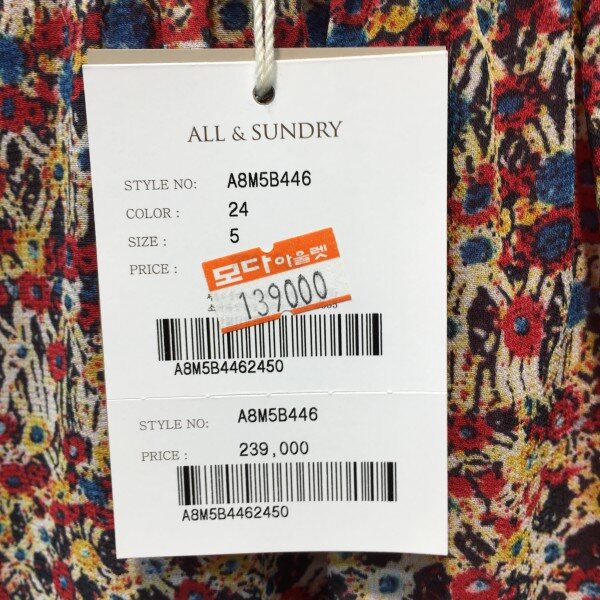 ALL & SUNDRY
STYLE NO: A8M5B446
COLOR : 24
SIZE : 5
PRICE :
모다아울렛
139000
A8M5B4462450
STYLE NO: A8M5B446
PRICE : 239,000
A8M5B4462450